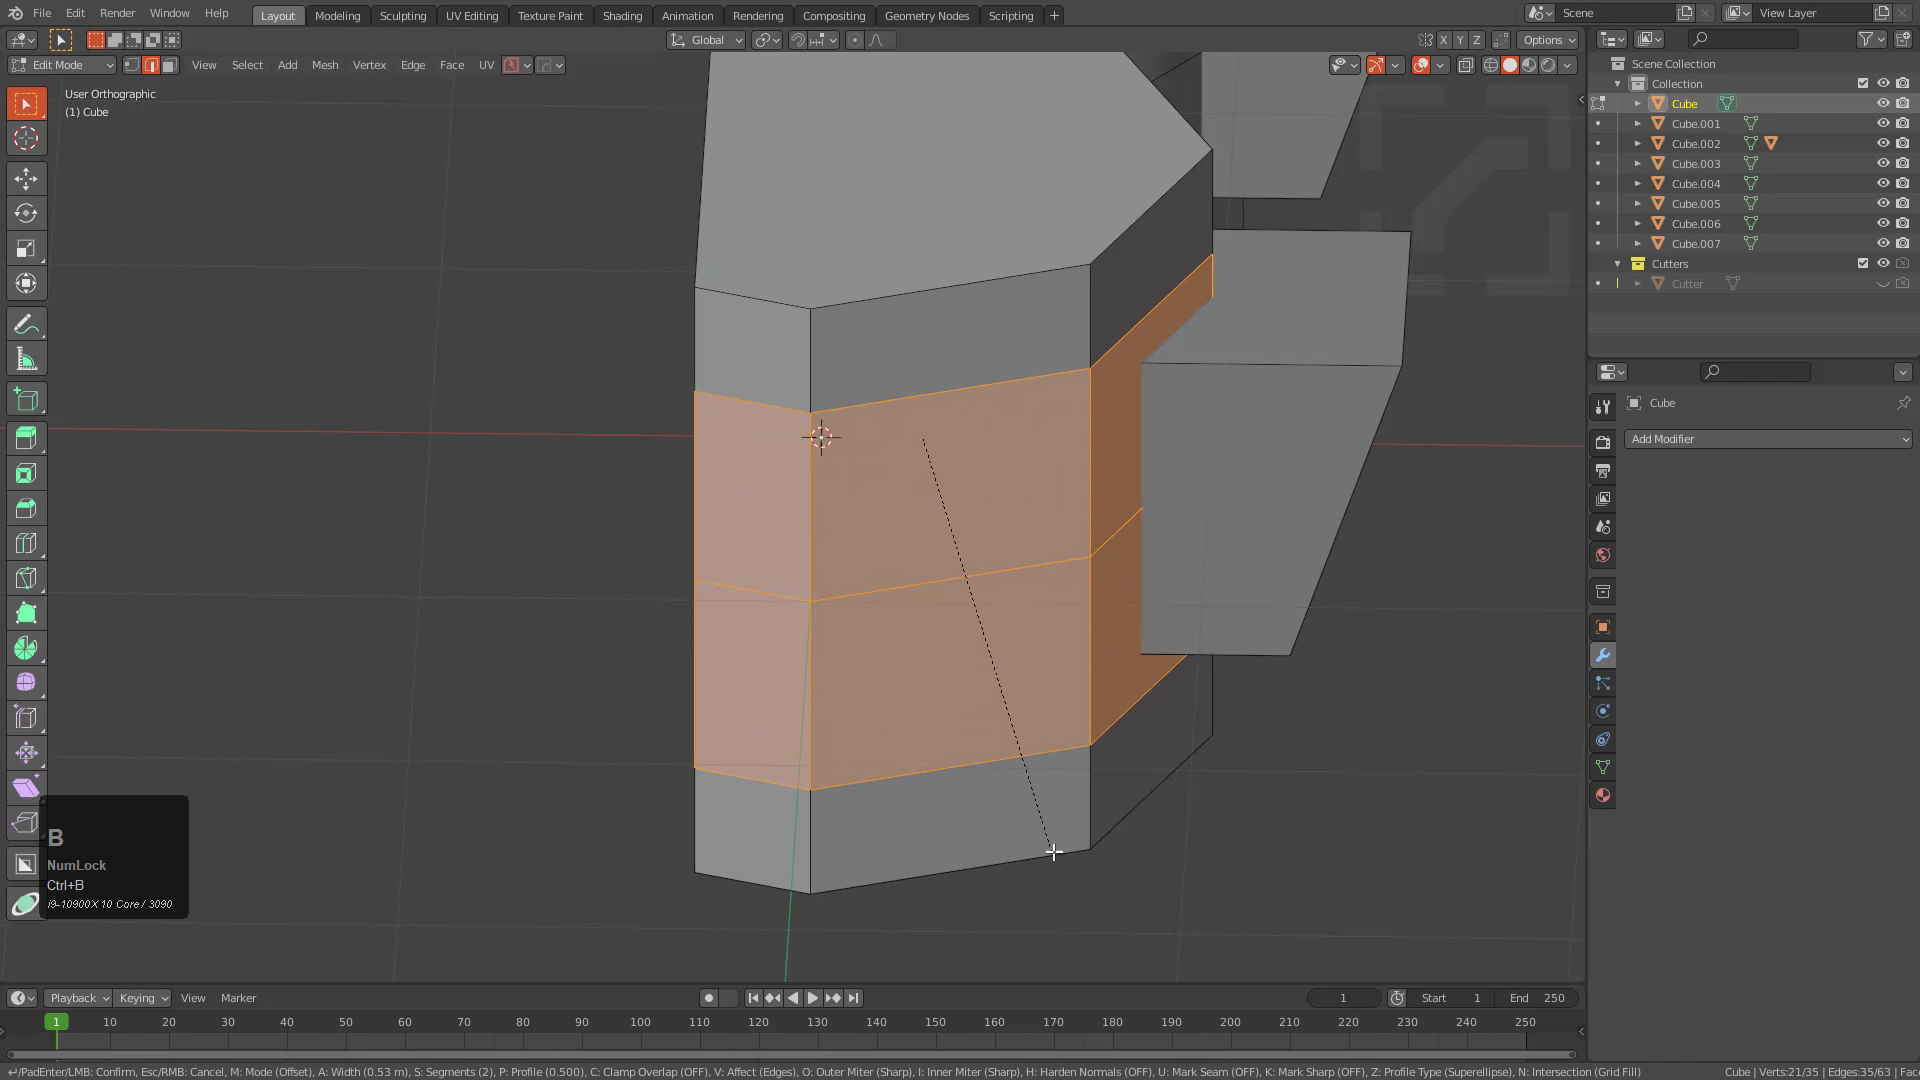 File Edit Render Window Help Layout Modeling Sculpting UV Editing Texture Paint Shading Animation Rendering Compositing Geometry Nodes Scripting + Scene View Layer
Global X Y Z Options
Edit Mode View Select Add Mesh Vertex Edge Face UV
User Orthographic
(1) Cube
Scene Collection
Collection
Cube
Cube.001
Cube.002
Cube.003
Cube.004
Cube.005
Cube.006
Cube.007
Cutters
Cutter
Cube
Add Modifier
B
NumLock
Ctrl+B
i9-10900X 10 Core / 3090
Playback Keying View Marker 1 Start 1 End 250
1 10 20 30 40 50 60 70 80 90 100 110 120 130 140 150 160 170 180 190 200 210 220 230 240 250
↵/PadEnter/LMB: Confirm, Esc/RMB: Cancel, M: Mode (Offset), A: Width (0.53 m), S: Segments (2), P: Profile (0.500), C: Clamp Overlap (OFF), V: Affect (Edges), O: Outer Miter (Sharp), I: Inner Miter (Sharp), H: Harden Normals (OFF), U: Mark Seam (OFF), K: Mark Sharp (OFF), Z: Profile Type (Superellipse), N: Intersection (Grid Fill) Cube | Verts:21/35 | Edges:35/63 | Fac